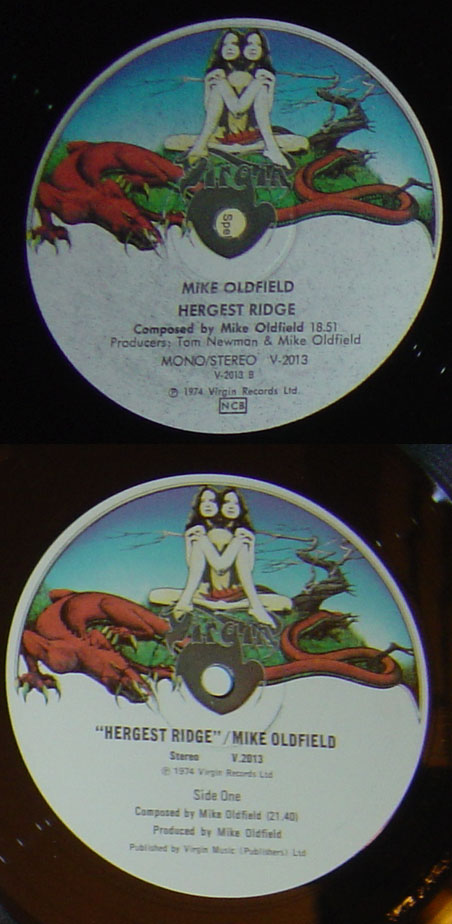 Virgin
Spe
MIKE OLDFIELD
HERGEST RIDGE
Composed by Mike Oldfield 18.51
Producers: Tom Newman & Mike Oldfield
MONO/STEREO V-2013
V-2013 B
℗ 1974 Virgin Records Ltd.
NCB
Virgin
"HERGEST RIDGE"/MIKE OLDFIELD
Stereo V.2013
℗ 1974 Virgin Records Ltd
Side One
Composed by Mike Oldfield (21.40)
Produced by Mike Oldfield
Published by Virgin Music (Publishers) Ltd